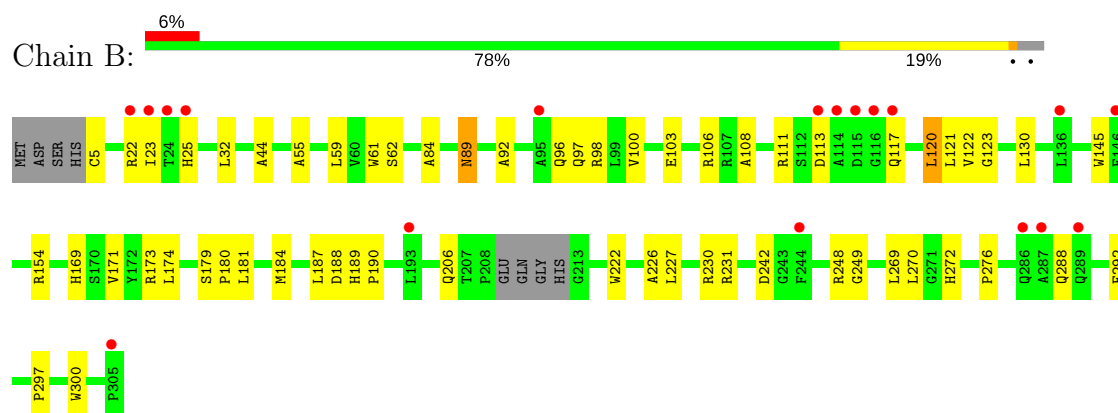 6%
Chain B:
78% 19% • •
MET ASP SER HIS C5 R22 I23 T24 H25 L32 A44 A55 L59 V60 W61 S62 A84 N89 A92 A95 Q96 Q97 R98 L99 V100 E103 R106 R107 A108 R111 S112 D113 A114 D115 G116 Q117 L120 L121 V122 G123 L130 L136 W145
R154 H169 S170 V171 Y172 R173 L174 S179 P180 L181 M184 L187 D188 H189 P190 L193 Q206 T207 P208 GLU GLN GLY HIS G213 W222 A226 L227 R230 R231 D242 G243 F244 R248 G249 L269 L270 G271 H272 P276 Q286 A287 Q288 Q289
P297 W300 P305